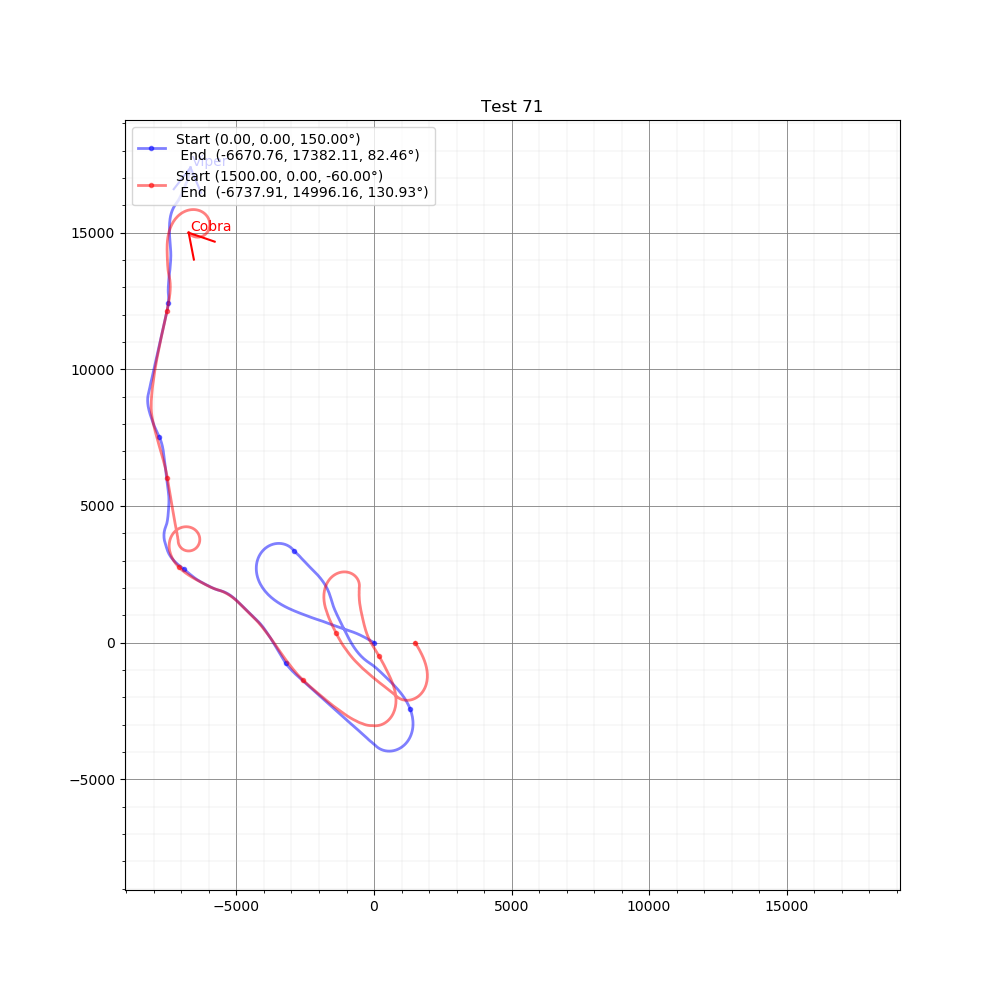 Test 71
Start (0.00, 0.00, 150.00°)
End (-6670.76, 17382.11, 82.46°)
Start (1500.00, 0.00, -60.00°)
End (-6737.91, 14996.16, 130.93°)
Viper
Cobra
15000
10000
5000
0
−5000
−5000
0
5000
10000
15000